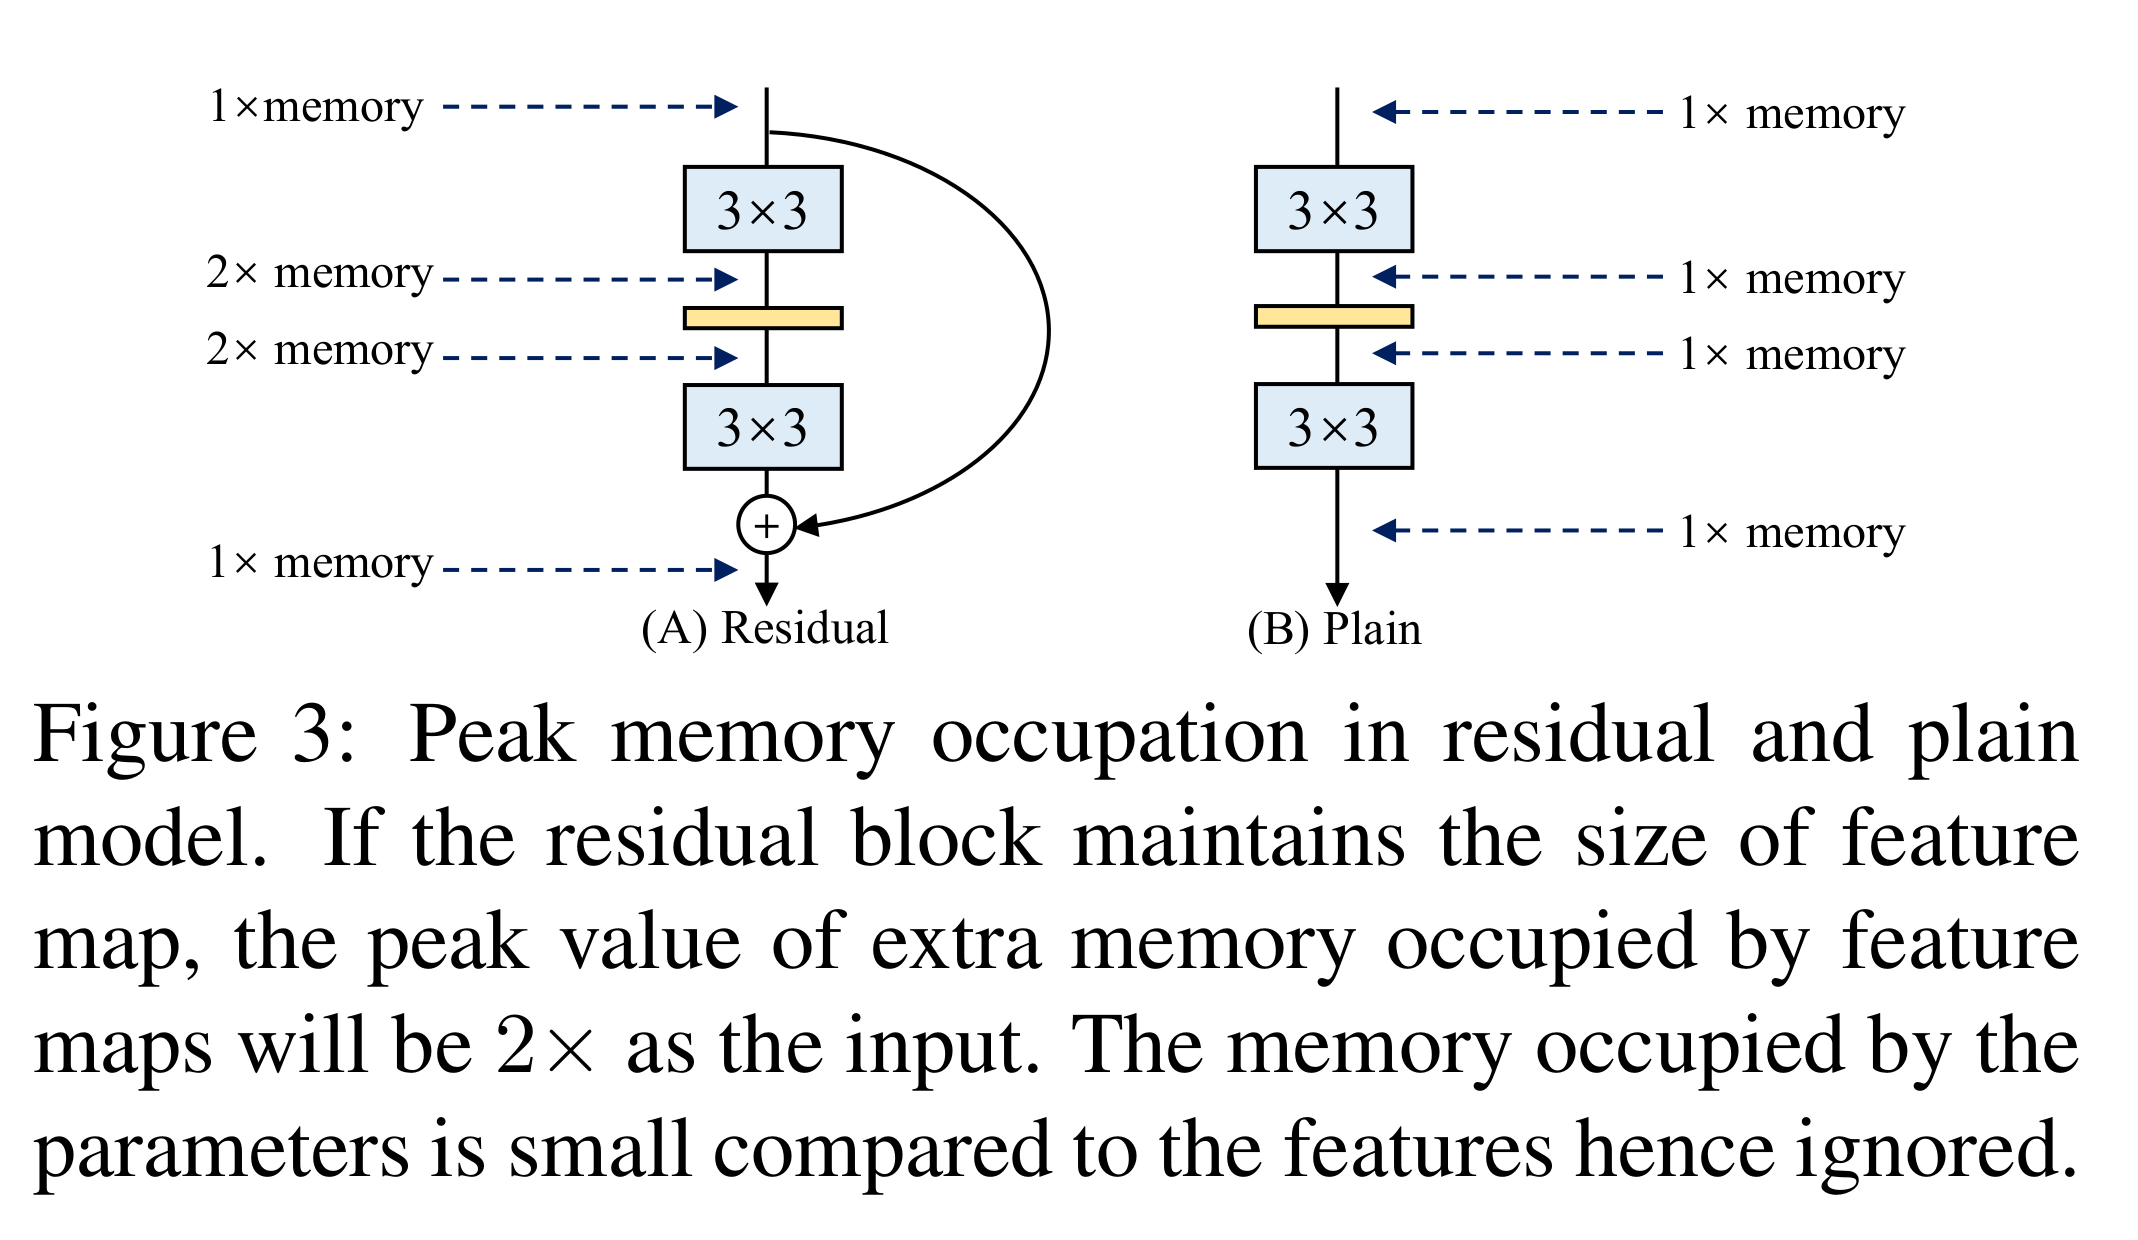 1×memory
3×3
2× memory
2× memory
3×3
+
1× memory
(A) Residual
1× memory
3×3
1× memory
1× memory
3×3
1× memory
(B) Plain
Figure 3: Peak memory occupation in residual and plain
model. If the residual block maintains the size of feature
map, the peak value of extra memory occupied by feature
maps will be 2× as the input. The memory occupied by the
parameters is small compared to the features hence ignored.